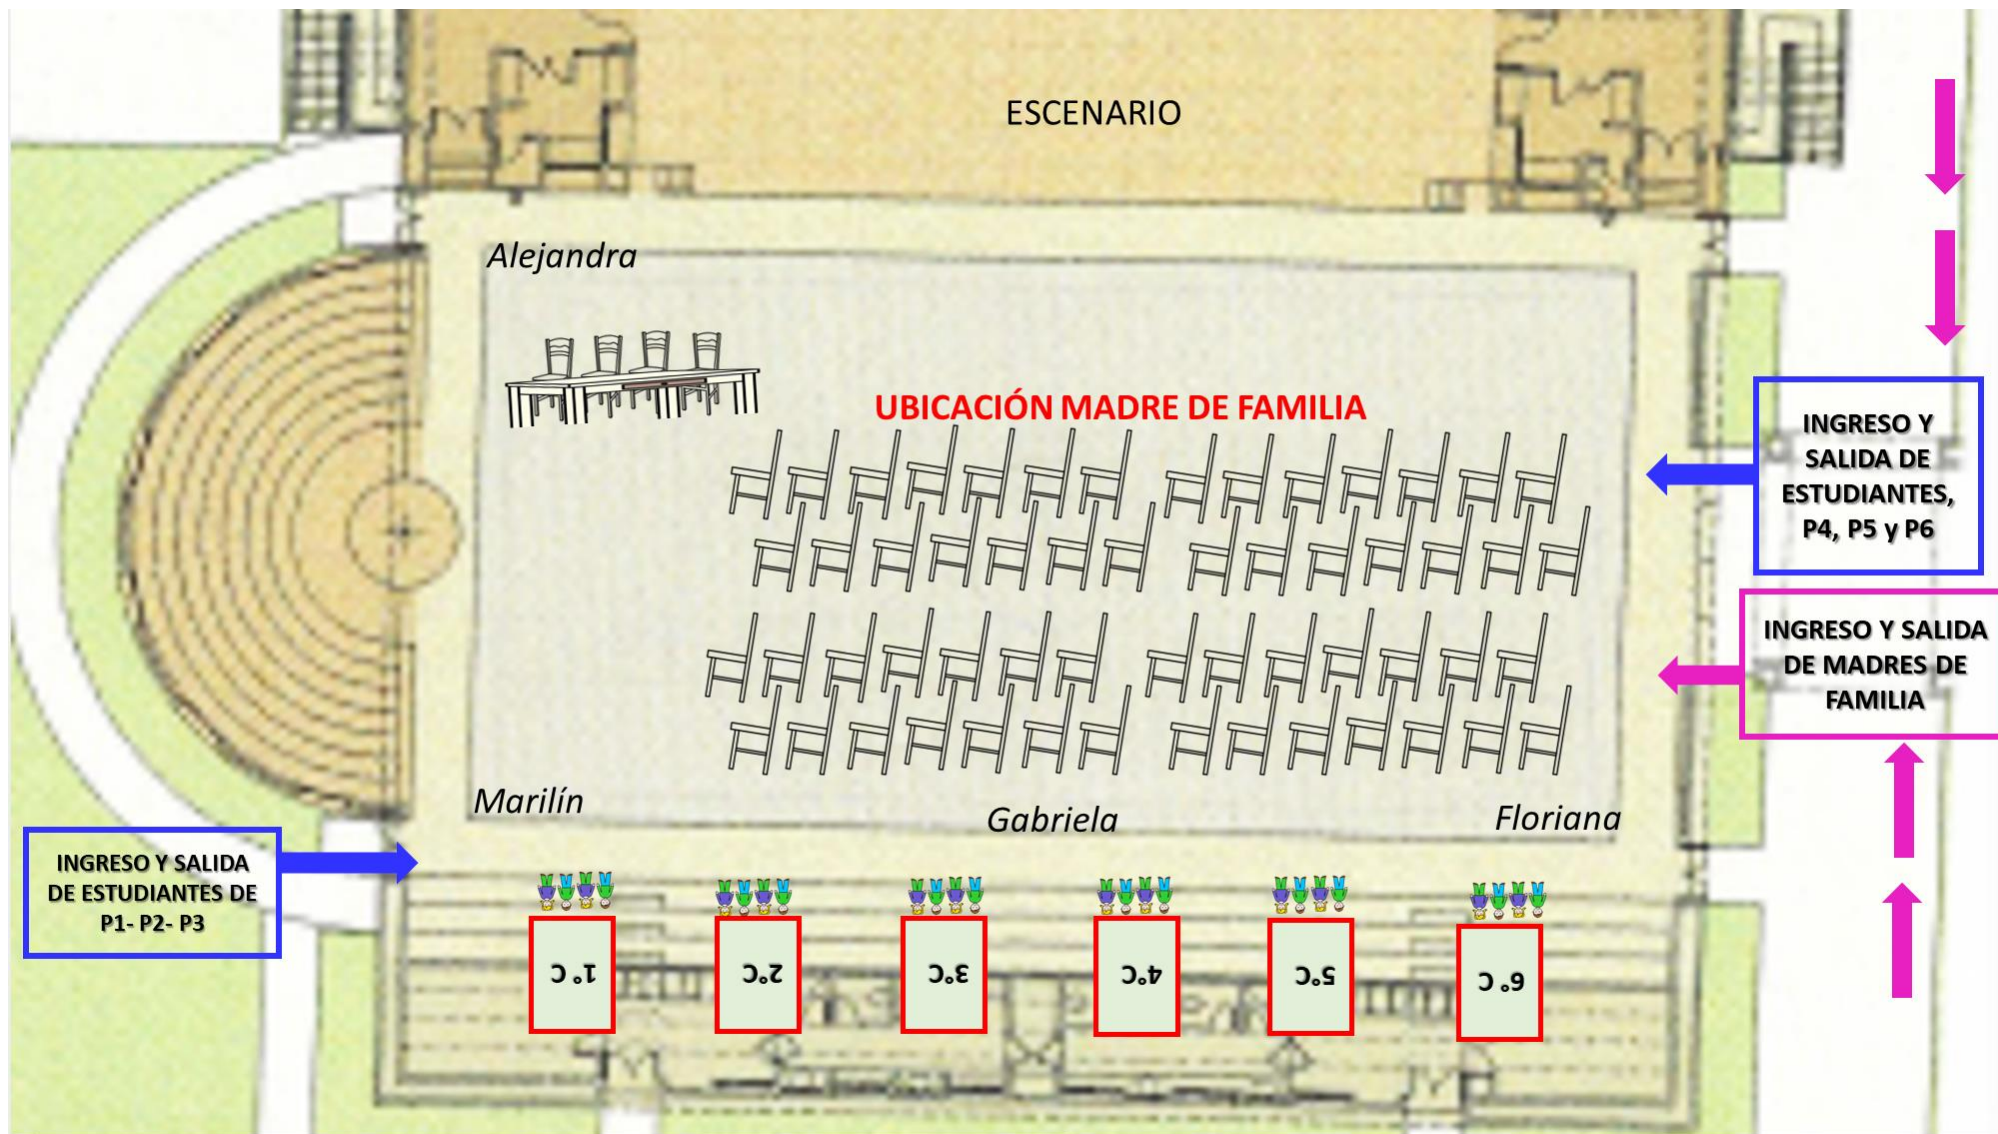 ESCENARIO
Alejandra
UBICACIÓN MADRE DE FAMILIA
INGRESO Y
SALIDA DE
ESTUDIANTES,
P4, P5 y P6
INGRESO Y SALIDA
DE MADRES DE
FAMILIA
Marilín
Gabriela
Floriana
INGRESO Y SALIDA
DE ESTUDIANTES DE
P1- P2- P3
1° C
2°C
3°C
4°C
5°C
6° C